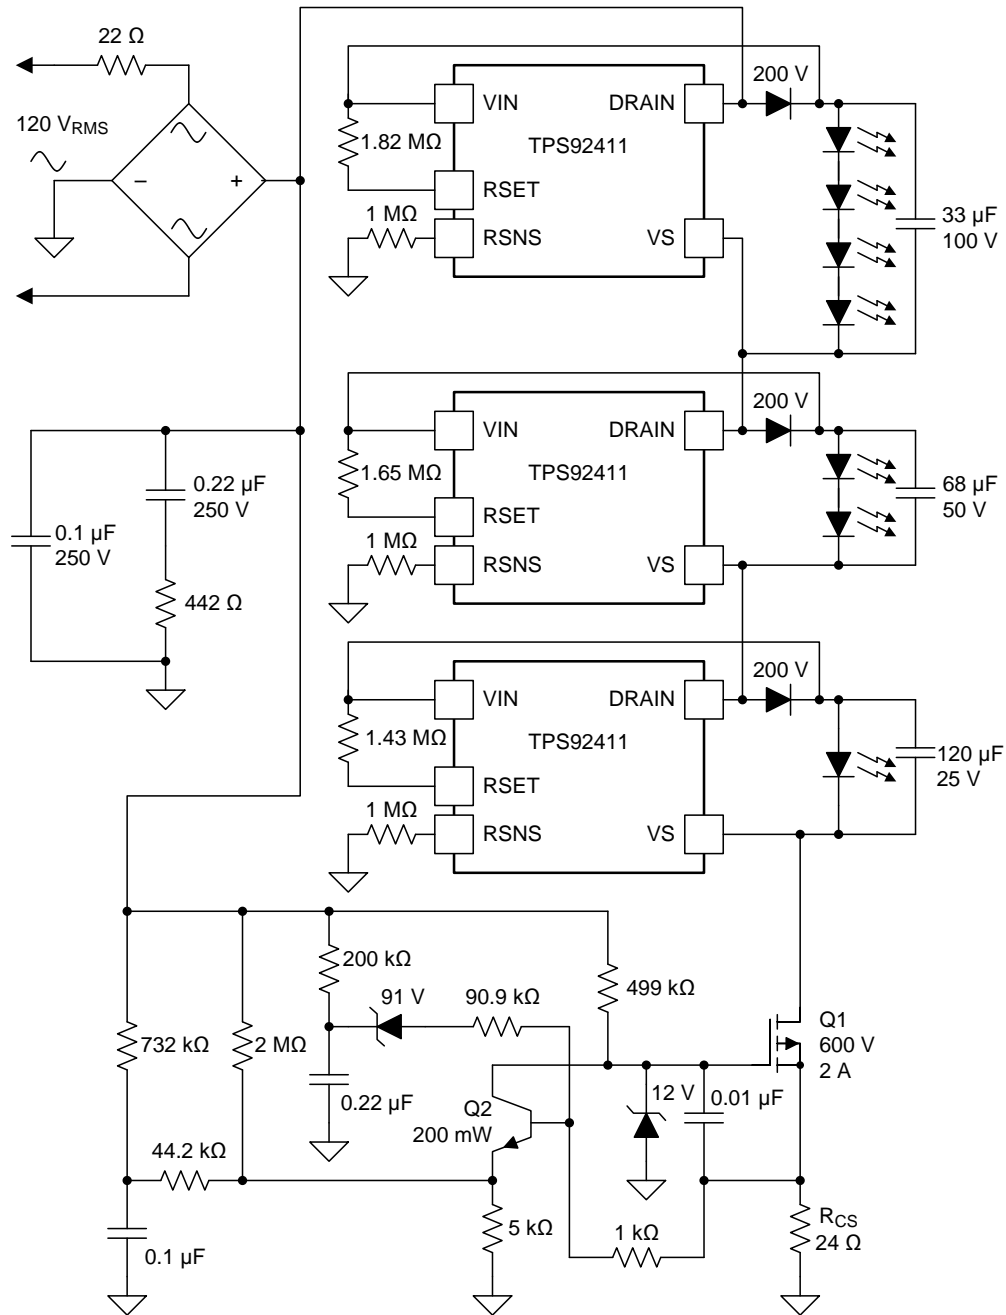 22 Ω
120 VRMS
− +
200 V
VIN DRAIN
1.82 MΩ
TPS92411
RSET
1 MΩ
RSNS VS
33 µF
100 V
200 V
VIN DRAIN
1.65 MΩ
TPS92411
RSET
1 MΩ
RSNS VS
68 µF
50 V
0.22 µF
250 V
0.1 µF
250 V
442 Ω
200 V
VIN DRAIN
1.43 MΩ
TPS92411
RSET
1 MΩ
RSNS VS
120 µF
25 V
200 kΩ
499 kΩ
91 V
90.9 kΩ
732 kΩ
2 MΩ
Q1
600 V
2 A
0.22 µF
Q2
200 mW
12 V
0.01 µF
44.2 kΩ
5 kΩ
1 kΩ
RCS
24 Ω
0.1 µF